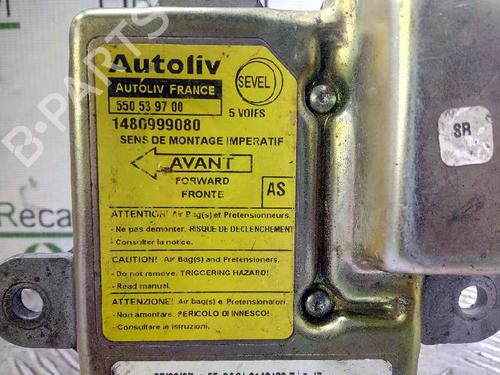 Autoliv
SEVEL
AUTOLIV FRANCE
550 53 97 00
5 VOIES
1480999080
SENS DE MONTAGE IMPERATIF
AVANT
FORWARD
FRONTE
AS
ATTENTION! Air Bag(s) et Pretensionneurs.
- Ne pas demonter. RISQUE DE DECLENCHEMENT
- Consulter la notice.
CAUTION! Air Bag(s) and Pretensioners.
- Do not remove. TRIGGERING HAZARD!
- Read manual.
ATTENZIONE! Air bag(s) e Pretensionatori
- Non smontare. PERICOLO DI INNESCO!
- Consultare la istruzioni.
SR
B-PARTS
Reca